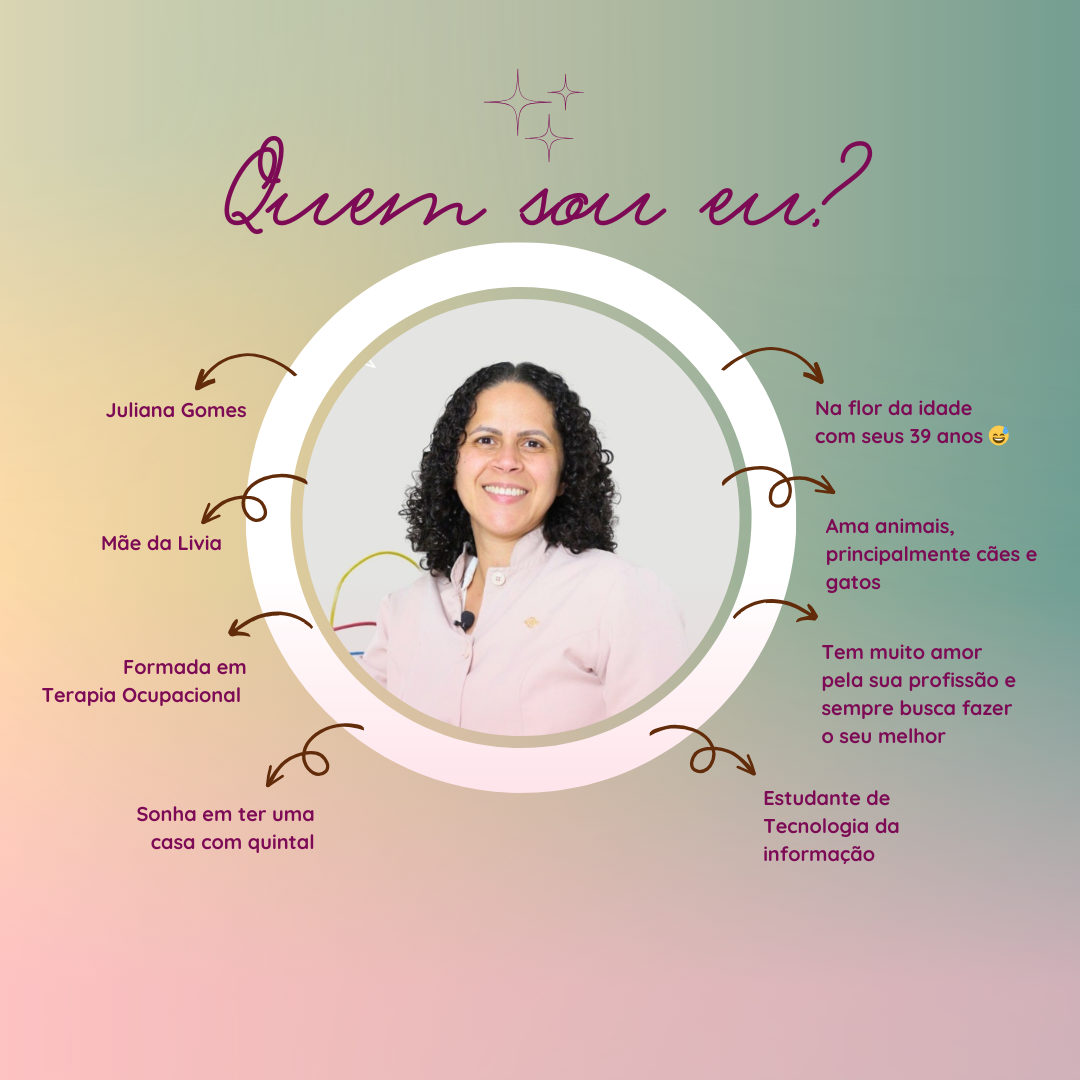 Quem sou eu?
Juliana Gomes
Mãe da Livia
Formada em
Terapia Ocupacional
Sonha em ter uma
casa com quintal
Na flor da idade
com seus 39 anos 😅
Ama animais,
principalmente cães e
gatos
Tem muito amor
pela sua profissão e
sempre busca fazer
o seu melhor
Estudante de
Tecnologia da
informação